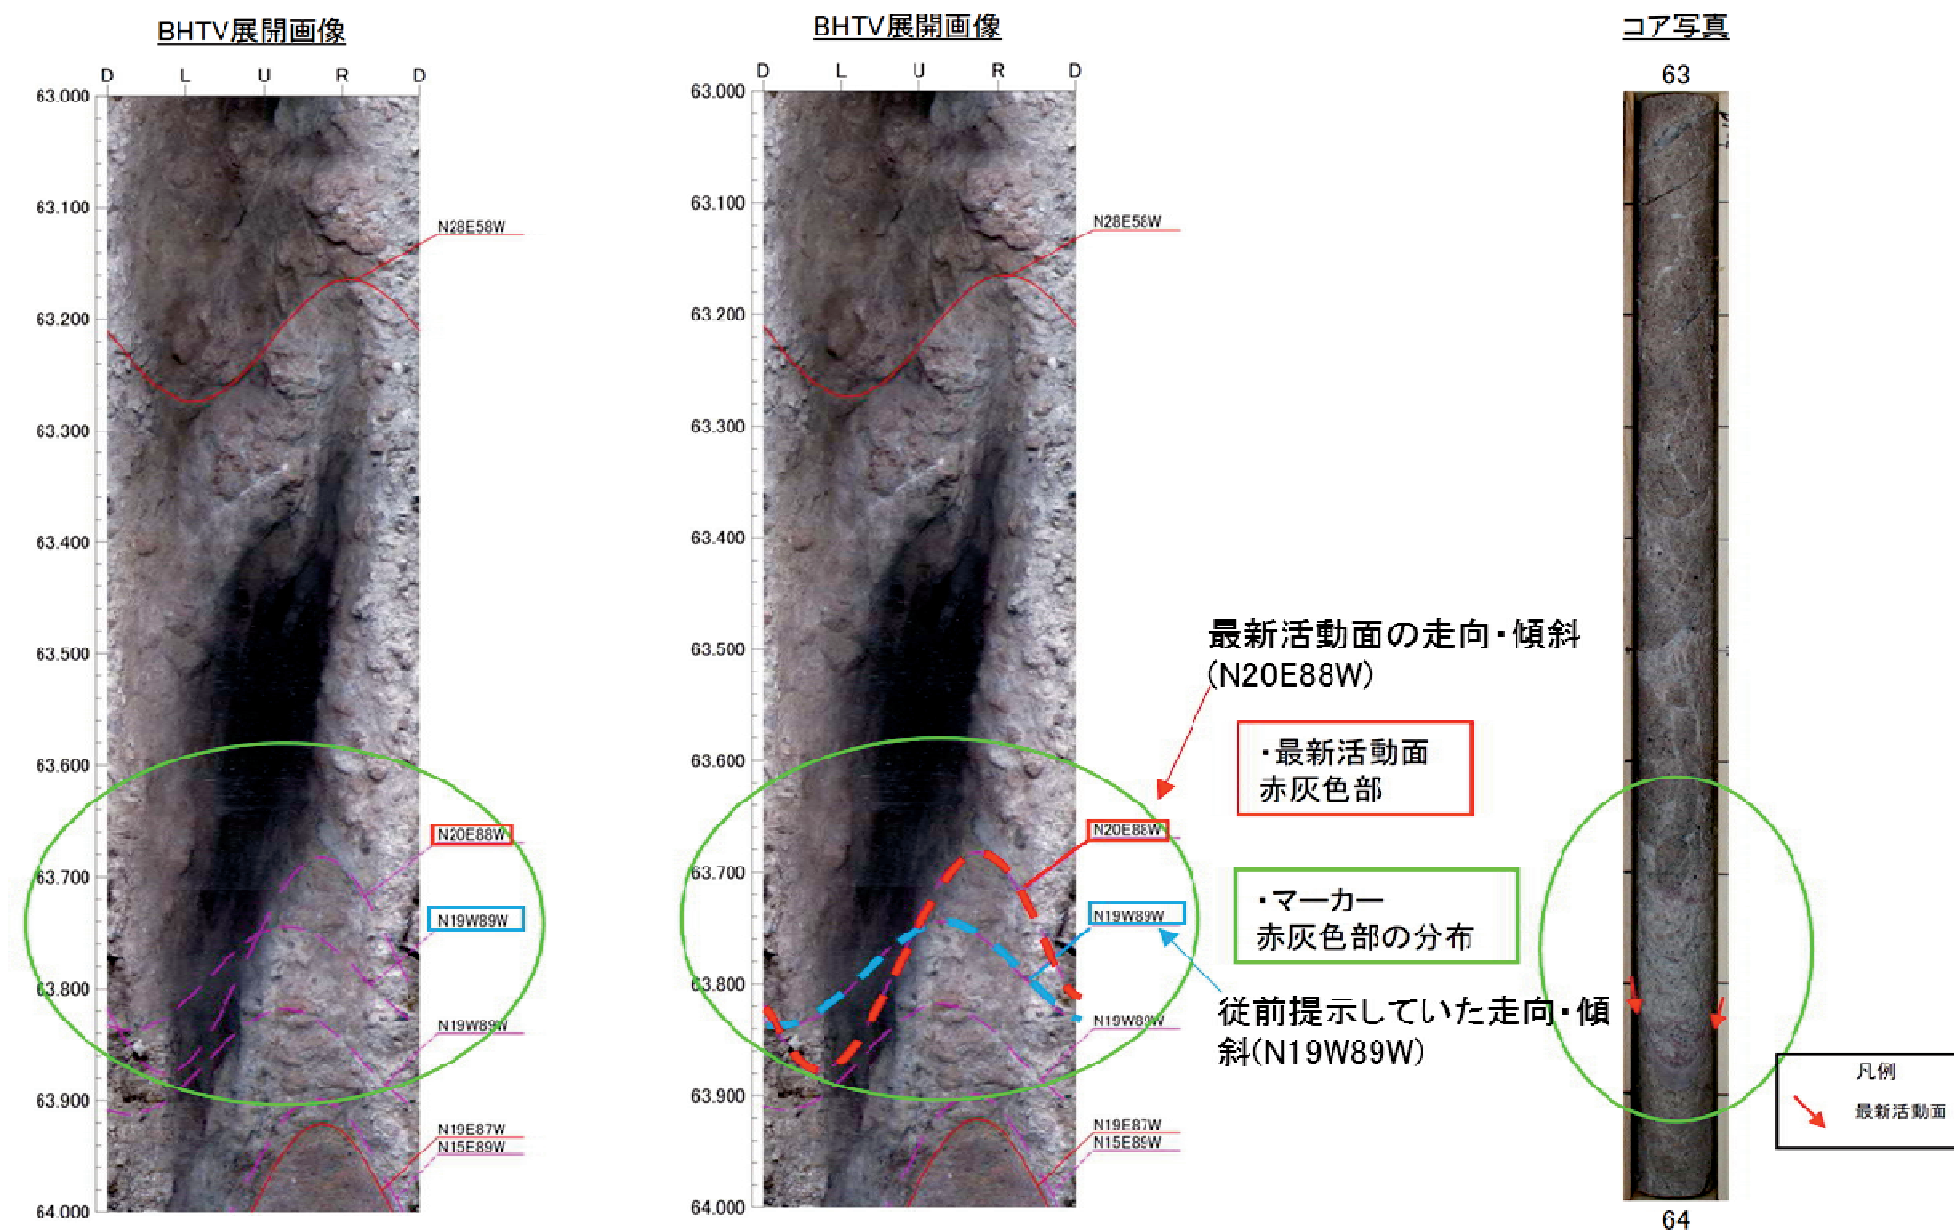 BHTV展開画像
D L U R D
63.000
63.100
63.200
63.300
63.400
63.500
63.600
63.700
63.800
63.900
64.000
N28E58W
N20E88W
N19W89W
N19W89W
N19E87W
N15E89W
BHTV展開画像
D L U R D
63.000
63.100
63.200
63.300
63.400
63.500
63.600
63.700
63.800
63.900
64.000
N28E58W
N20E88W
N19W89W
N19W89W
N19E87W
N15E89W
最新活動面の走向・傾斜
(N20E88W)
・最新活動面
赤灰色部
・マーカー
赤灰色部の分布
従前提示していた走向・傾
斜(N19W89W)
コア写真
63
64
凡例
最新活動面